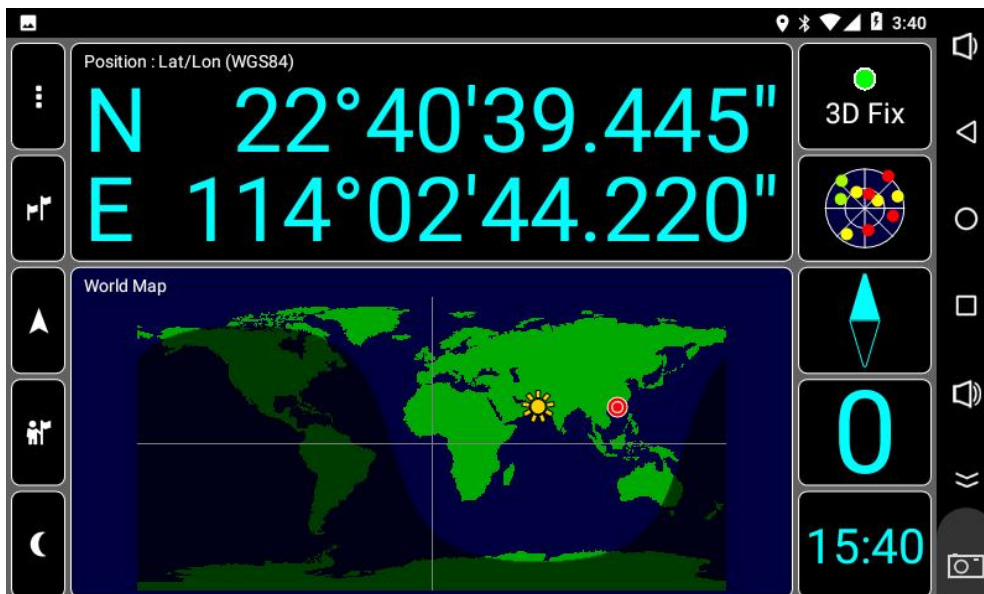 3:40
Position : Lat/Lon (WGS84)
N 22°40'39.445"
E 114°02'44.220"
3D Fix
World Map
0
15:40